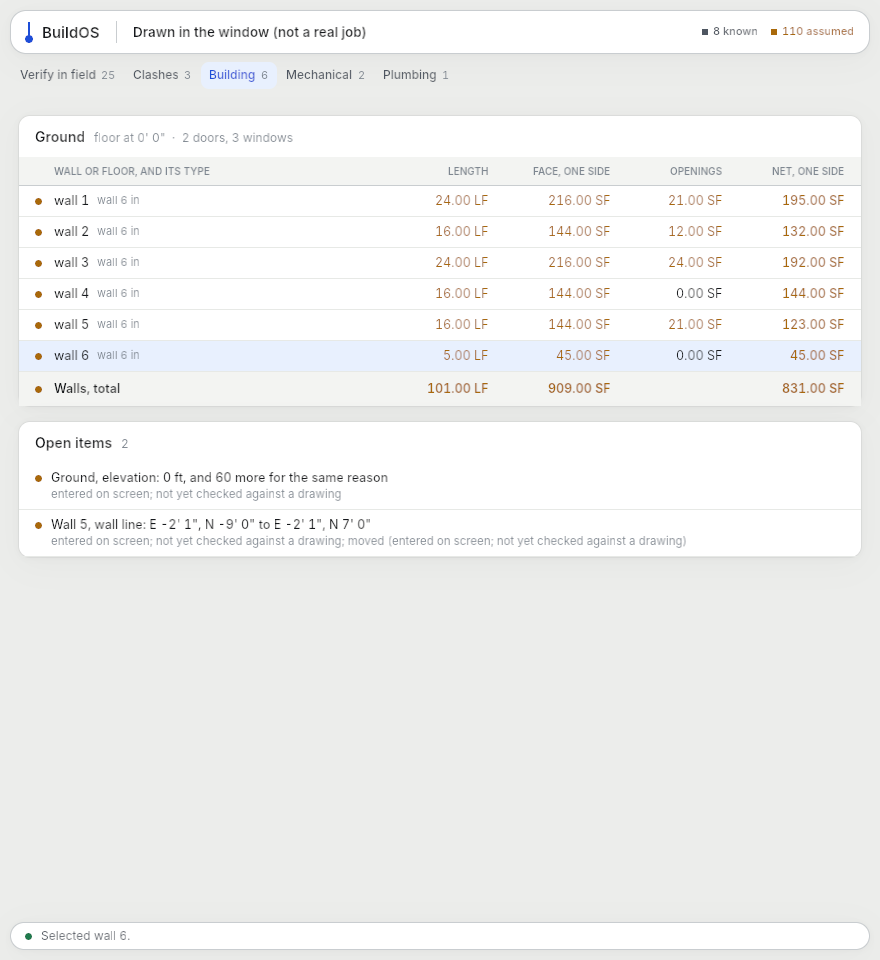 BuildOS
Drawn in the window (not a real job)
8 known
110 assumed
Verify in field 25
Clashes 3
Building 6
Mechanical 2
Plumbing 1
Ground floor at 0' 0" · 2 doors, 3 windows
WALL OR FLOOR, AND ITS TYPE LENGTH FACE, ONE SIDE OPENINGS NET, ONE SIDE
wall 1 wall 6 in 24.00 LF 216.00 SF 21.00 SF 195.00 SF
wall 2 wall 6 in 16.00 LF 144.00 SF 12.00 SF 132.00 SF
wall 3 wall 6 in 24.00 LF 216.00 SF 24.00 SF 192.00 SF
wall 4 wall 6 in 16.00 LF 144.00 SF 0.00 SF 144.00 SF
wall 5 wall 6 in 16.00 LF 144.00 SF 21.00 SF 123.00 SF
wall 6 wall 6 in 5.00 LF 45.00 SF 0.00 SF 45.00 SF
Walls, total 101.00 LF 909.00 SF 831.00 SF
Open items 2
Ground, elevation: 0 ft, and 60 more for the same reason
entered on screen; not yet checked against a drawing
Wall 5, wall line: E -2' 1", N -9' 0" to E -2' 1", N 7' 0"
entered on screen; not yet checked against a drawing; moved (entered on screen; not yet checked against a drawing)
Selected wall 6.